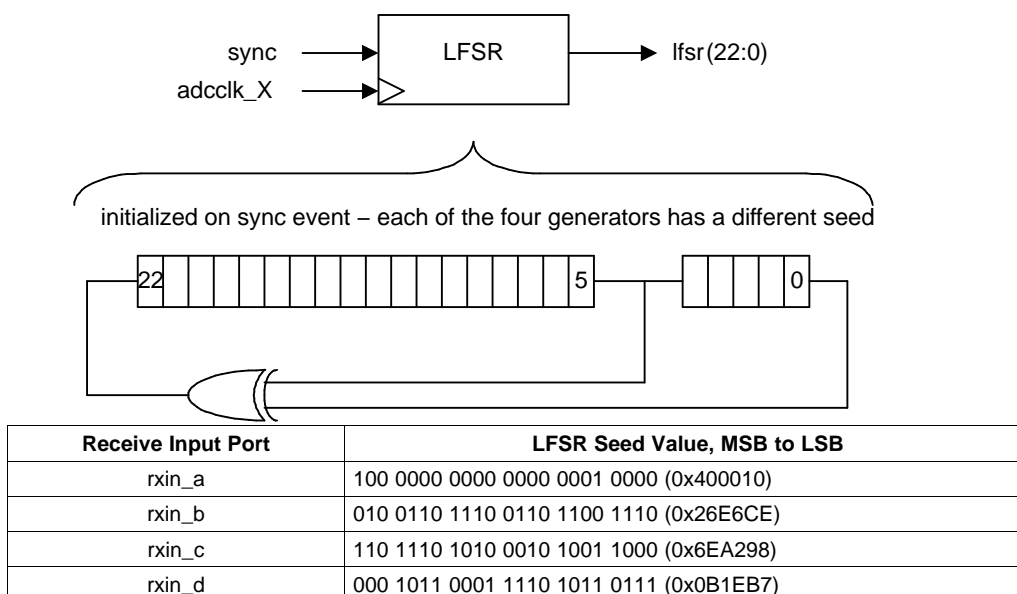 sync
LFSR
lfsr(22:0)
adcclk_X
initialized on sync event – each of the four generators has a different seed
22 5 0
Receive Input Port LFSR Seed Value, MSB to LSB
rxin_a 100 0000 0000 0000 0001 0000 (0x400010)
rxin_b 010 0110 1110 0110 1100 1110 (0x26E6CE)
rxin_c 110 1110 1010 0010 1001 1000 (0x6EA298)
rxin_d 000 1011 0001 1110 1011 0111 (0x0B1EB7)